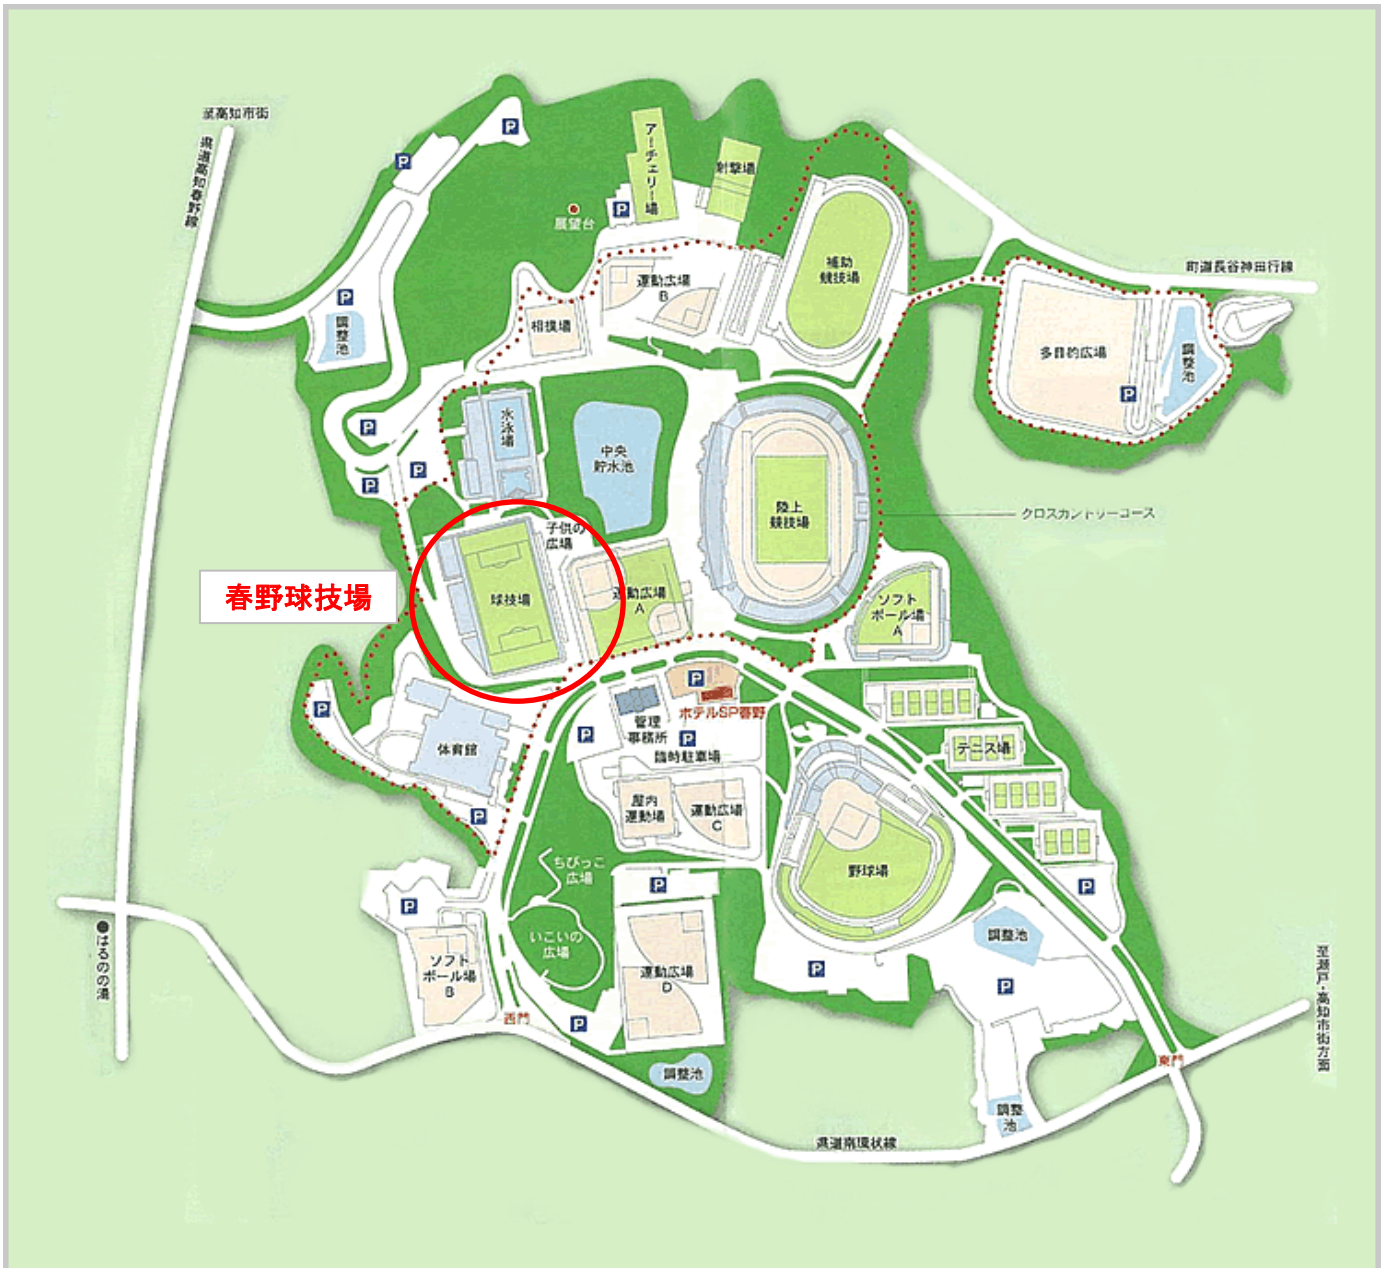 至高知市街
県道高知春野線
P
P
アーチェリー場
射撃場
P
展望台
補助
競技場
町道長谷神田行線
運動広場
B
P
調整池
相撲場
多目的広場
調整池
P
P
水泳場
中央
貯水池
P
P
陸上
競技場
クロスカントリーコース
子供の
広場
春野球技場
球技場
運動広場
A
ソフト
ボール場
A
P
ホテルSP春野
P
管理
事務所
P
P
臨時駐車場
体育館
テニス場
屋内
運動場
運動広場
C
P
野球場
ちびっこ
広場
P
P
P
いこいの
広場
調整池
●はるのの湯
ソフト
ボール場
B
運動広場
D
P
P
至瀬戸・高知市街方面
西門
P
東門
調整池
調整池
県道南環状線